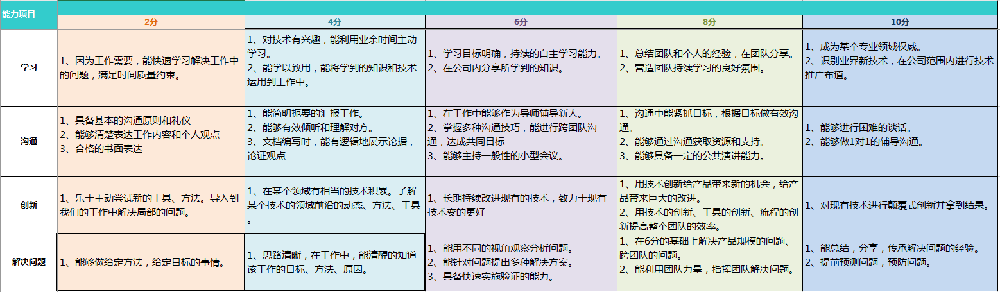 能力项目
2分
4分
6分
8分
10分
学习
1、因为工作需要，能快速学习解决工作中
的问题，满足时间质量约束。
1、对技术有兴趣，能利用业余时间主动
学习。
2、能学以致用，能将学到的知识和技术
运用到工作中。
1、学习目标明确，持续的自主学习能力。
2、在公司内分享所学到的知识。
1、总结团队和个人的经验，在团队分享。
2、营造团队持续学习的良好氛围。
1、成为某个专业领域权威。
2、识别业界新技术，在公司范围内进行技术
推广布道。
沟通
1、具备基本的沟通原则和礼仪
2、能够清楚表达工作内容和个人观点
3、合格的书面表达
1、能简明扼要的汇报工作。
2、能够有效倾听和理解对方。
3、文档编写时，能有逻辑地展示论据，
论证观点
1、在工作中能够作为导师辅导新人。
2、掌握多种沟通技巧，能进行跨团队沟
通，达成共同目标
3、能够主持一般性的小型会议。
1、沟通中能紧抓目标，根据目标做有效沟
通。
2、能够通过沟通获取资源和支持。
3、能够具备一定的公共演讲能力。
1、能够进行困难的谈话。
2、能够做1对1的辅导沟通。
创新
1、乐于主动尝试新的工具、方法。导入到
我们的工作中解决局部的问题。
1、在某个领域有相当的技术积累。了解
某个技术的领域前沿的动态、方法、工具
。
1、长期持续改进现有的技术，致力于现有
技术变的更好
1、用技术创新给产品带来新的机会，给产
品带来巨大的改进。
2、用技术的创新、工具的创新、流程的创
新提高整个团队的效率。
1、对现有技术进行颠覆式创新并拿到结果。
解决问题
1、能够做给定方法，给定目标的事情。
1、思路清晰，在工作中，能清醒的知道
该工作的目标、方法、原因。
1、能用不同的视角观察分析问题。
2、能针对问题提出多种解决方案。
3、具备快速实施验证的能力。
1、在6分的基础上解决产品规模的问题、
跨团队的问题。
2、能利用团队力量，指挥团队解决问题。
1、能总结，分享，传承解决问题的经验。
2、提前预测问题，预防问题。